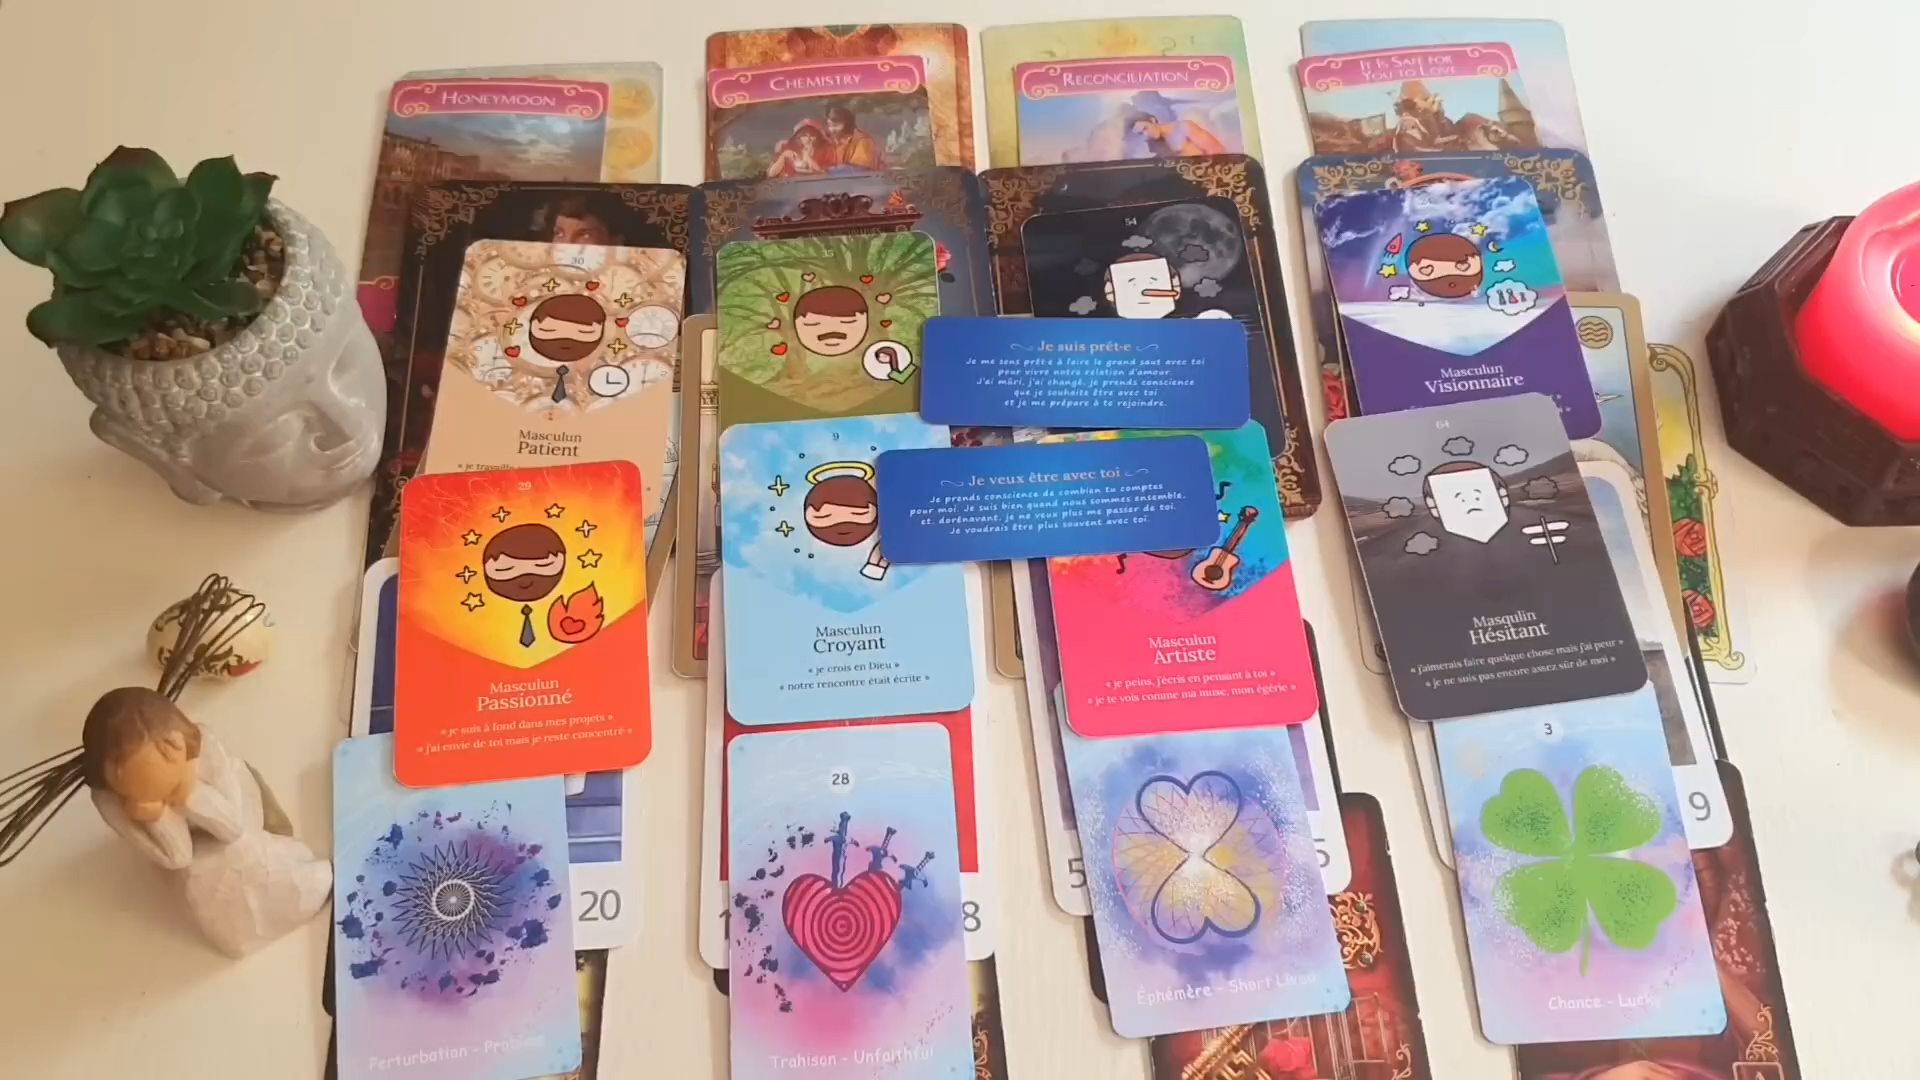 HONEYMOON
CHEMISTRY
RECONCILIATION
IT IS SAFE FOR
YOU TO LOVE
30
Masculun
Patient
« je travaille
35
54
Je suis prêt·e
Je me sens prêt·e à faire le grand saut avec toi
pour vivre notre relation d'amour.
J'ai mûri, j'ai changé, je prends conscience
que je souhaite être avec toi
et je me prépare à te rejoindre.
Masculun
Visionnaire
29
Masculun
Passionné
« je suis à fond dans mes projets »
« j'ai envie de toi mais je reste concentré »
9
Masculun
Croyant
« je crois en Dieu »
« notre rencontre était écrite »
Je veux être avec toi
Je prends conscience de combien tu comptes
pour moi. Je suis bien quand nous sommes ensemble,
et, dorénavant, je ne veux plus me passer de toi.
Je voudrais être plus souvent avec toi.
Masculun
Artiste
« je peins, j'écris en pensant à toi »
« je te vois comme ma muse, mon égérie »
64
Masqulin
Hésitant
« j'aimerais faire quelque chose mais j'ai peur »
« je ne suis pas encore assez sûr de moi »
20
Perturbation - Problem
28
8
Trahison - Unfaithful
5
Éphémère - Short Lived
3
9
Chance - Lucky